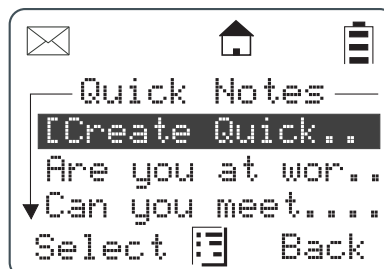 Quick Notes
[Create Quick..
Are you at wor..
Can you meet....
Select Back